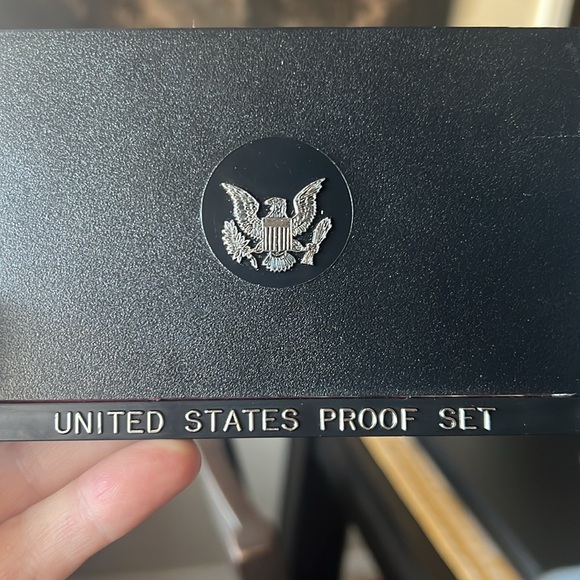 UNITED STATES PROOF SET